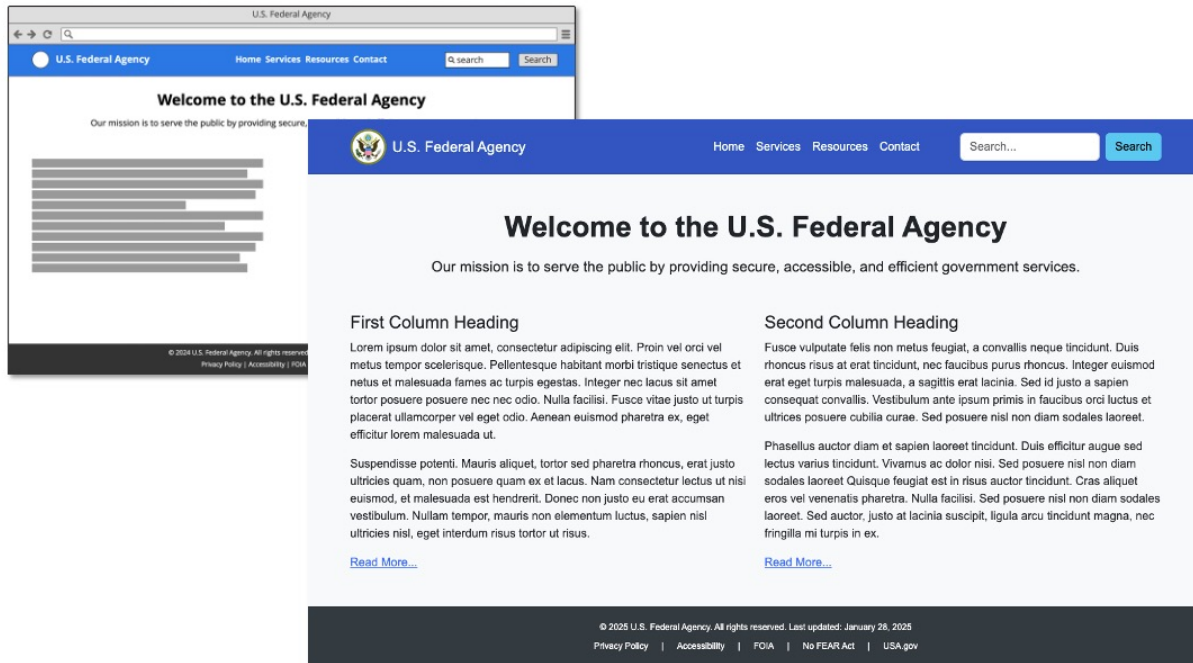 U.S. Federal Agency
U.S. Federal Agency
Home Services Resources Contact
search
Search
Welcome to the U.S. Federal Agency
Our mission is to serve the public by providing secure,
© 2024 U.S. Federal Agency. All rights reserved
Privacy Policy | Accessibility | FOIA
U.S. Federal Agency
Home Services Resources Contact
Search...
Search
Welcome to the U.S. Federal Agency
Our mission is to serve the public by providing secure, accessible, and efficient government services.
First Column Heading
Lorem ipsum dolor sit amet, consectetur adipiscing elit. Proin vel orci vel
metus tempor scelerisque. Pellentesque habitant morbi tristique senectus et
netus et malesuada fames ac turpis egestas. Integer nec lacus sit amet
tortor posuere posuere nec nec odio. Nulla facilisi. Fusce vitae justo ut turpis
placerat ullamcorper vel eget odio. Aenean euismod pharetra ex, eget
efficitur lorem malesuada ut.
Suspendisse potenti. Mauris aliquet, tortor sed pharetra rhoncus, erat justo
ultricies quam, non posuere quam ex et lacus. Nam consectetur lectus ut nisi
euismod, et malesuada est hendrerit. Donec non justo eu erat accumsan
vestibulum. Nullam tempor, mauris non elementum luctus, sapien nisl
ultricies nisl, eget interdum risus tortor ut risus.
Read More...
Second Column Heading
Fusce vulputate felis non metus feugiat, a convallis neque tincidunt. Duis
rhoncus risus at erat tincidunt, nec faucibus purus rhoncus. Integer euismod
erat eget turpis malesuada, a sagittis erat lacinia. Sed id justo a sapien
consequat convallis. Vestibulum ante ipsum primis in faucibus orci luctus et
ultrices posuere cubilia curae. Sed posuere nisl non diam sodales laoreet.
Phasellus auctor diam et sapien laoreet tincidunt. Duis efficitur augue sed
lectus varius tincidunt. Vivamus ac dolor nisi. Sed posuere nisl non diam
sodales laoreet Quisque feugiat est in risus auctor tincidunt. Cras aliquet
eros vel venenatis pharetra. Nulla facilisi. Sed posuere nisl non diam sodales
laoreet. Sed auctor, justo at lacinia suscipit, ligula arcu tincidunt magna, nec
fringilla mi turpis in ex.
Read More...
© 2025 U.S. Federal Agency. All rights reserved. Last updated: January 28, 2025
Privacy Policy | Accessibility | FOIA | No FEAR Act | USA.gov